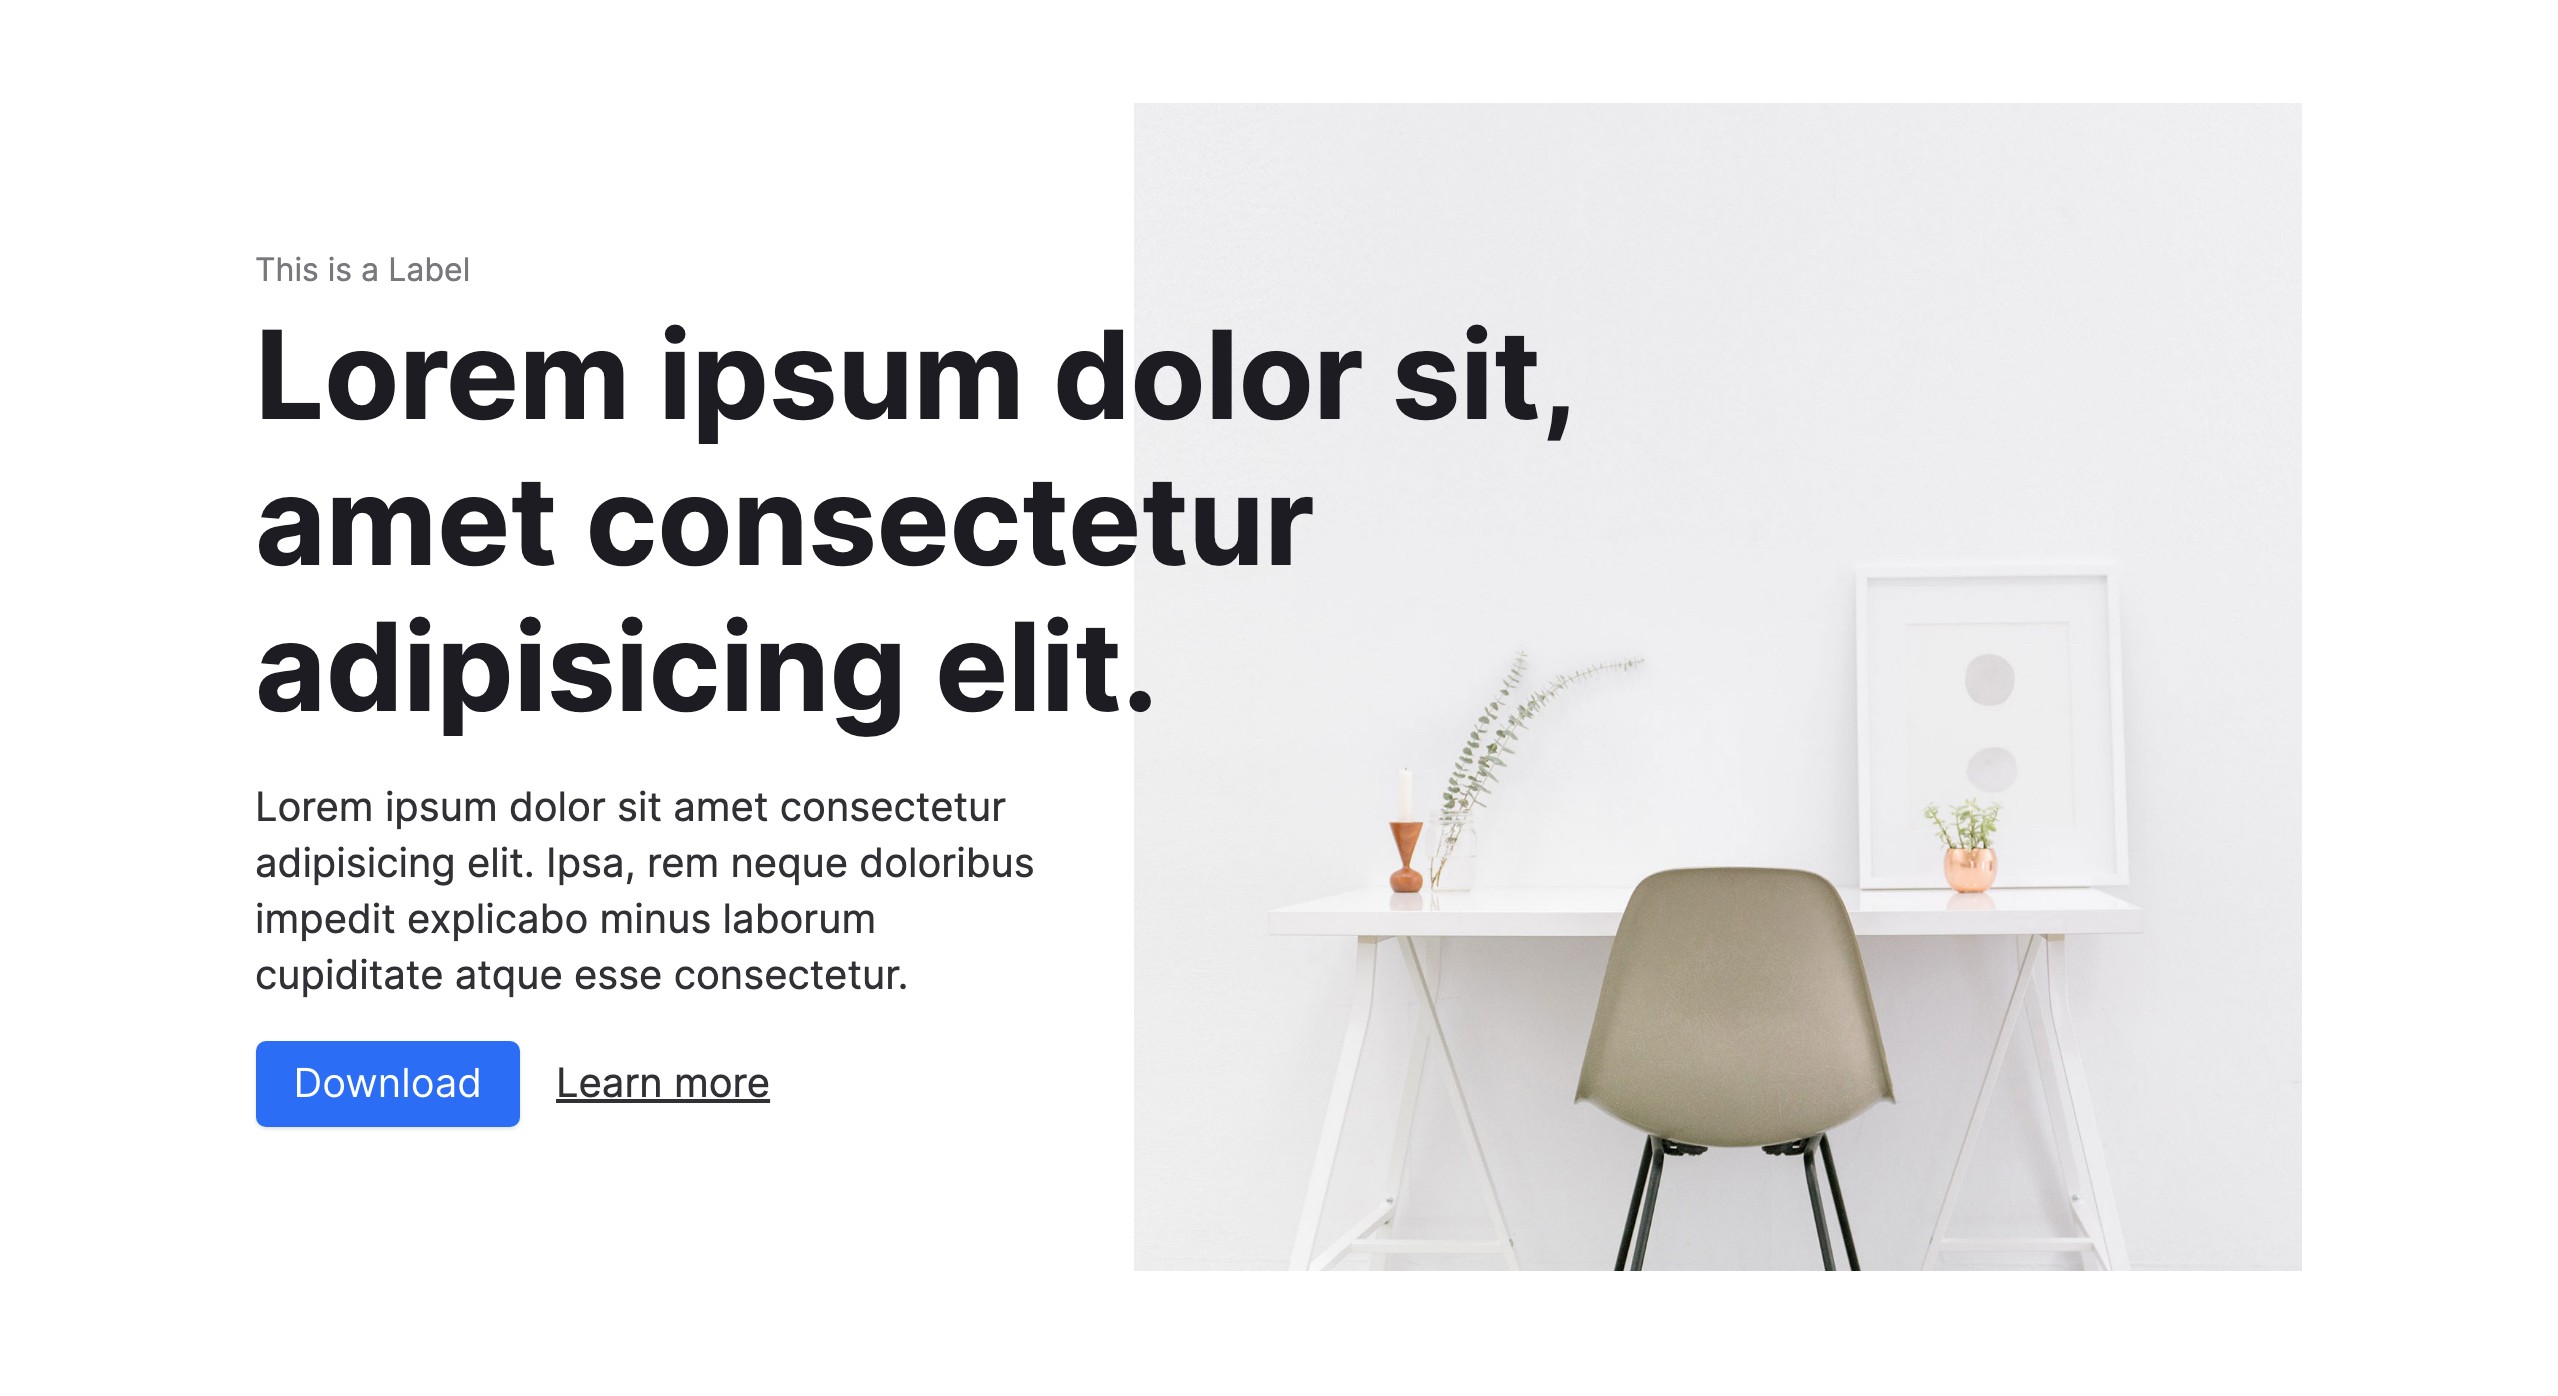 This is a Label
Lorem ipsum dolor sit,
amet consectetur
adipisicing elit.
Lorem ipsum dolor sit amet consectetur
adipisicing elit. Ipsa, rem neque doloribus
impedit explicabo minus laborum
cupiditate atque esse consectetur.
Download Learn more